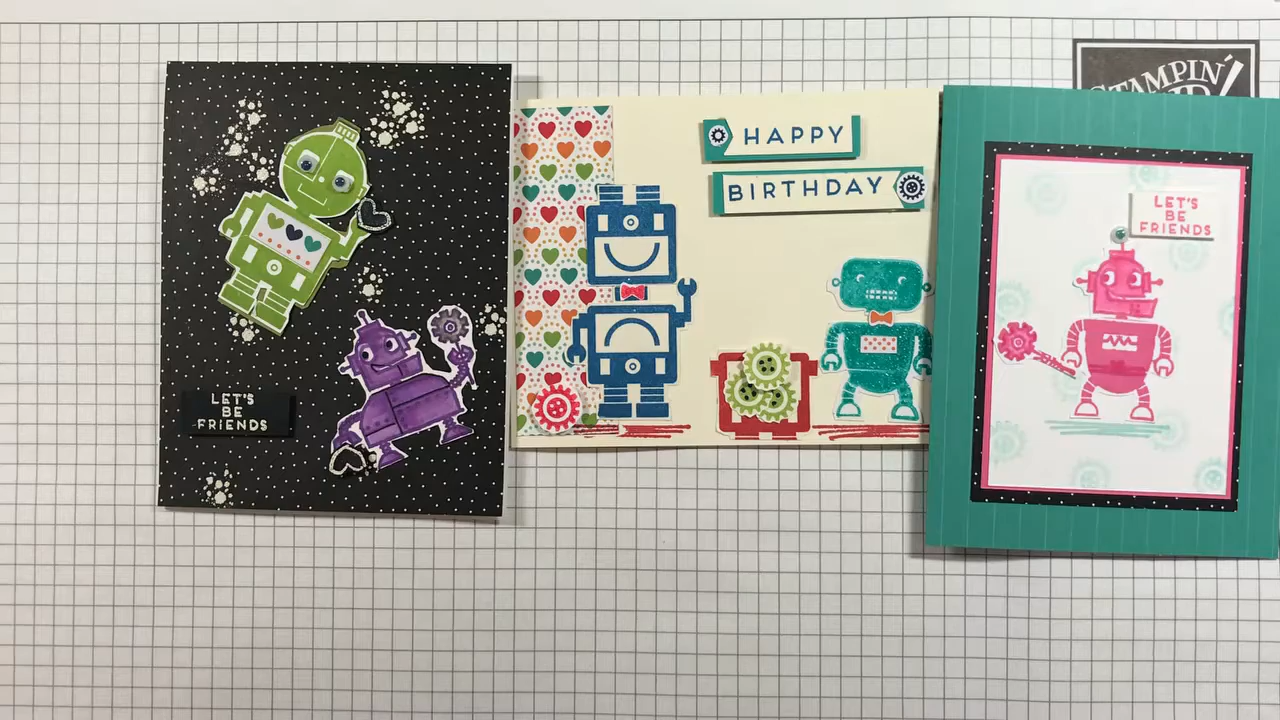 LET'S
BE
FRIENDS
HAPPY
BIRTHDAY
LET'S
BE
FRIENDS
STAMPIN'